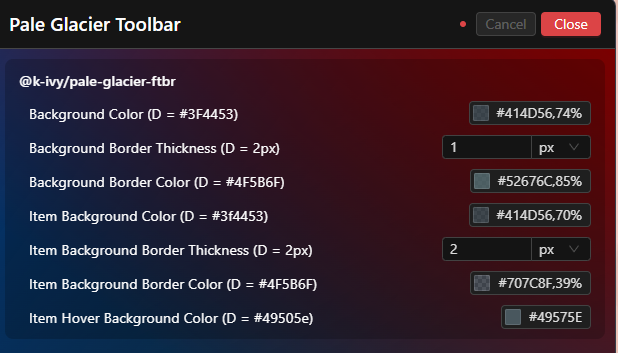 Pale Glacier Toolbar
Cancel
Close
@k-ivy/pale-glacier-ftbr
Background Color (D = #3F4453) #414D56,74%
Background Border Thickness (D = 2px) 1 px
Background Border Color (D = #4F5B6F) #52676C,85%
Item Background Color (D = #3f4453) #414D56,70%
Item Background Border Thickness (D = 2px) 2 px
Item Background Border Color (D = #4F5B6F) #707C8F,39%
Item Hover Background Color (D = #49505e) #49575E